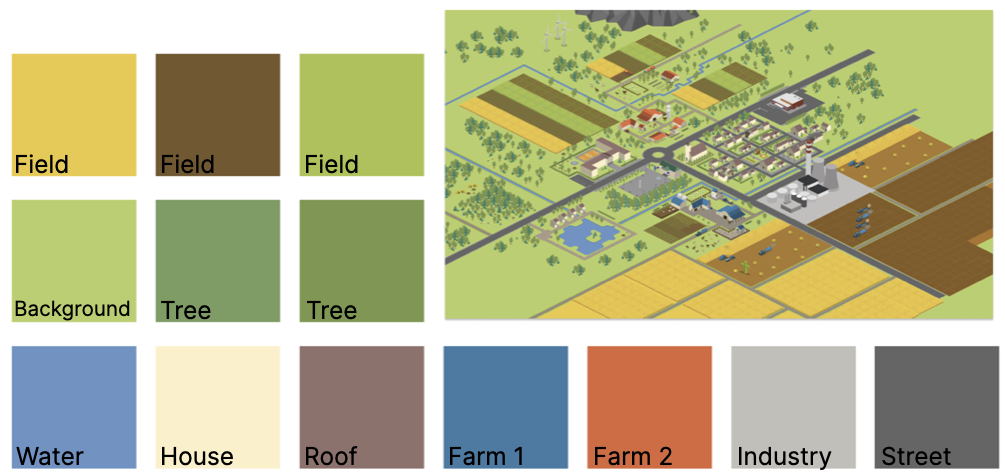 Field
Field
Field
Background
Tree
Tree
Water
House
Roof
Farm 1
Farm 2
Industry
Street